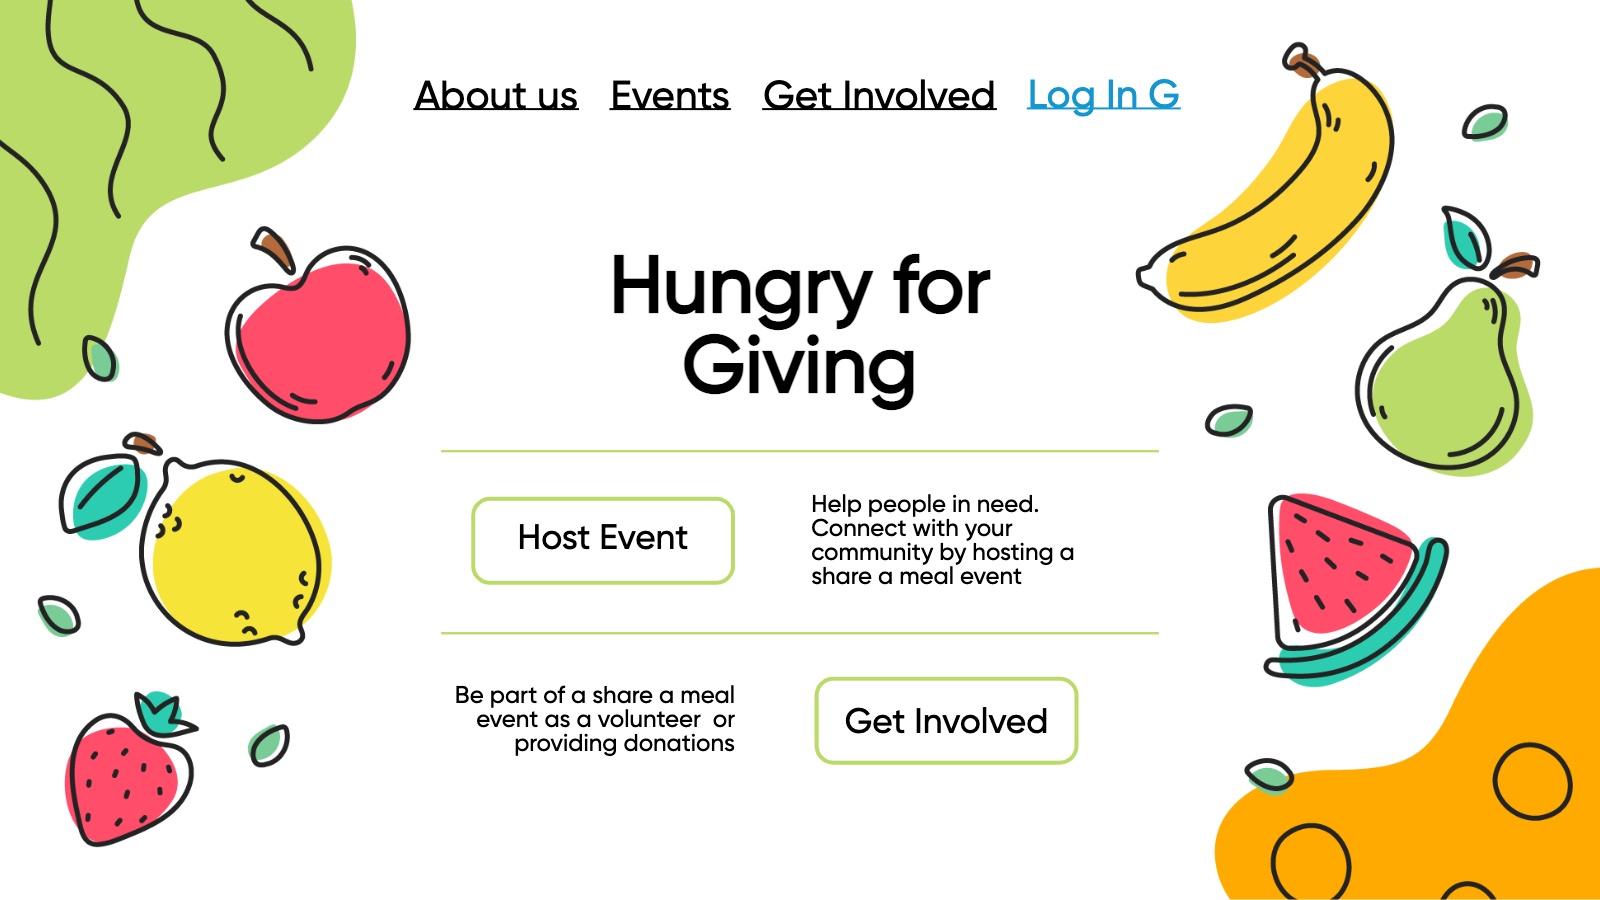 About us Events Get Involved Log In G
Hungry for
Giving
Host Event
Help people in need.
Connect with your
community by hosting a
share a meal event
Be part of a share a meal
event as a volunteer  or
providing donations
Get Involved